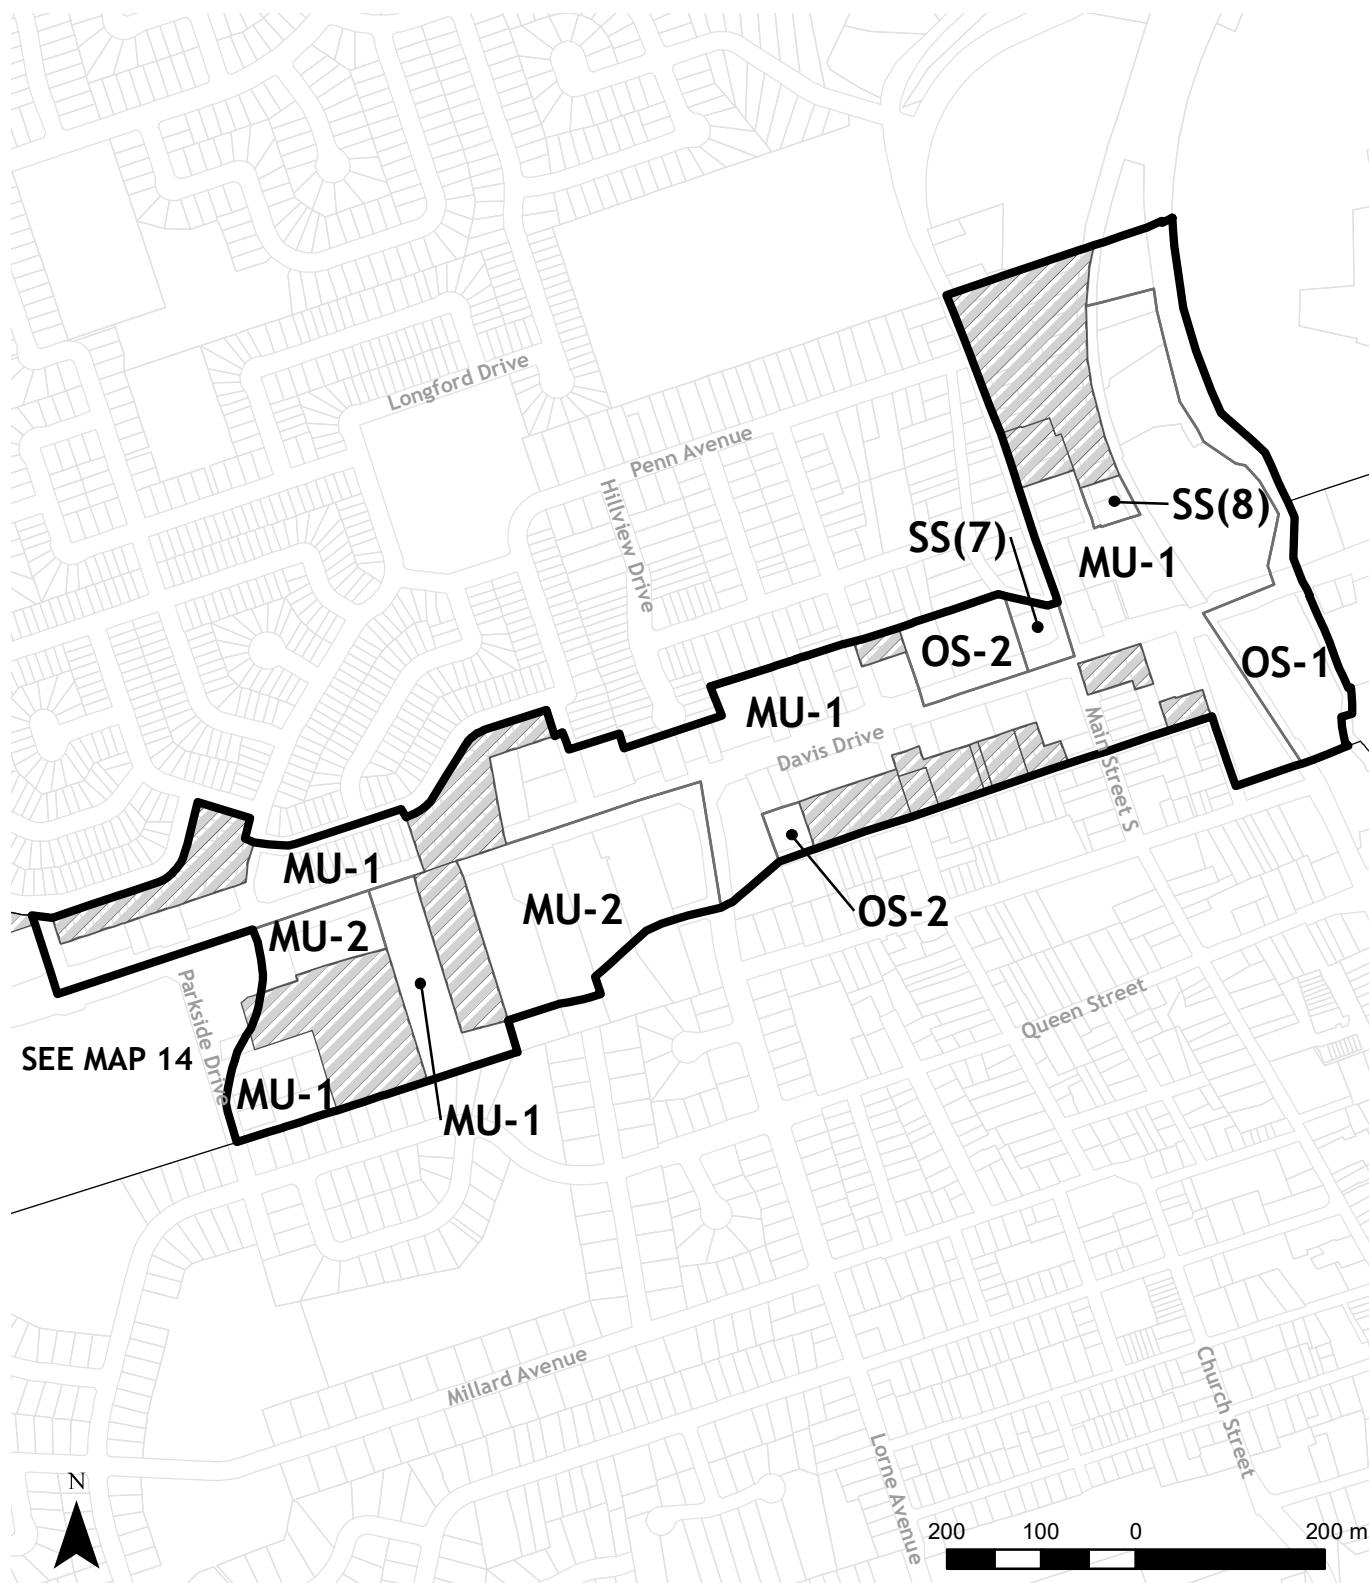 Longford Drive
Penn Avenue
Hillview Drive
SS(8)
SS(7)
MU-1
OS-2
OS-1
MU-1
Main Street S
Davis Drive
MU-1
MU-2
OS-2
MU-2
Parkside Drive
Queen Street
SEE MAP 14
MU-1
MU-1
Millard Avenue
Church Street
Lorne Avenue
N
200 100 0 200 m